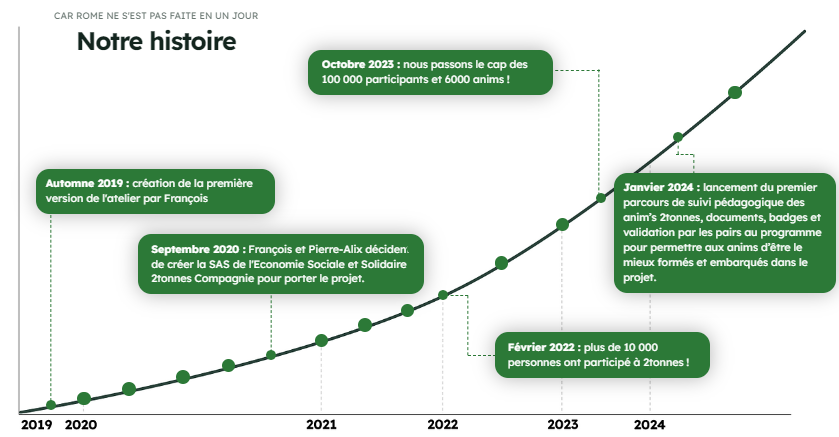 CAR ROME NE S'EST PAS FAITE EN UN JOUR
Notre histoire
Octobre 2023 : nous passons le cap des
100 000 participants et 6000 anims !
Automne 2019 : création de la première
version de l'atelier par François
Janvier 2024 : lancement du premier
parcours de suivi pédagogique des
anim's 2tonnes, documents, badges et
validation par les pairs au programme
pour permettre aux anims d'être le
mieux formés et embarqués dans le
projet.
Septembre 2020 : François et Pierre-Alix décident
de créer la SAS de l'Economie Sociale et Solidaire
2tonnes Compagnie pour porter le projet.
Février 2022 : plus de 10 000
personnes ont participé à 2tonnes !
2019 2020 2021 2022 2023 2024